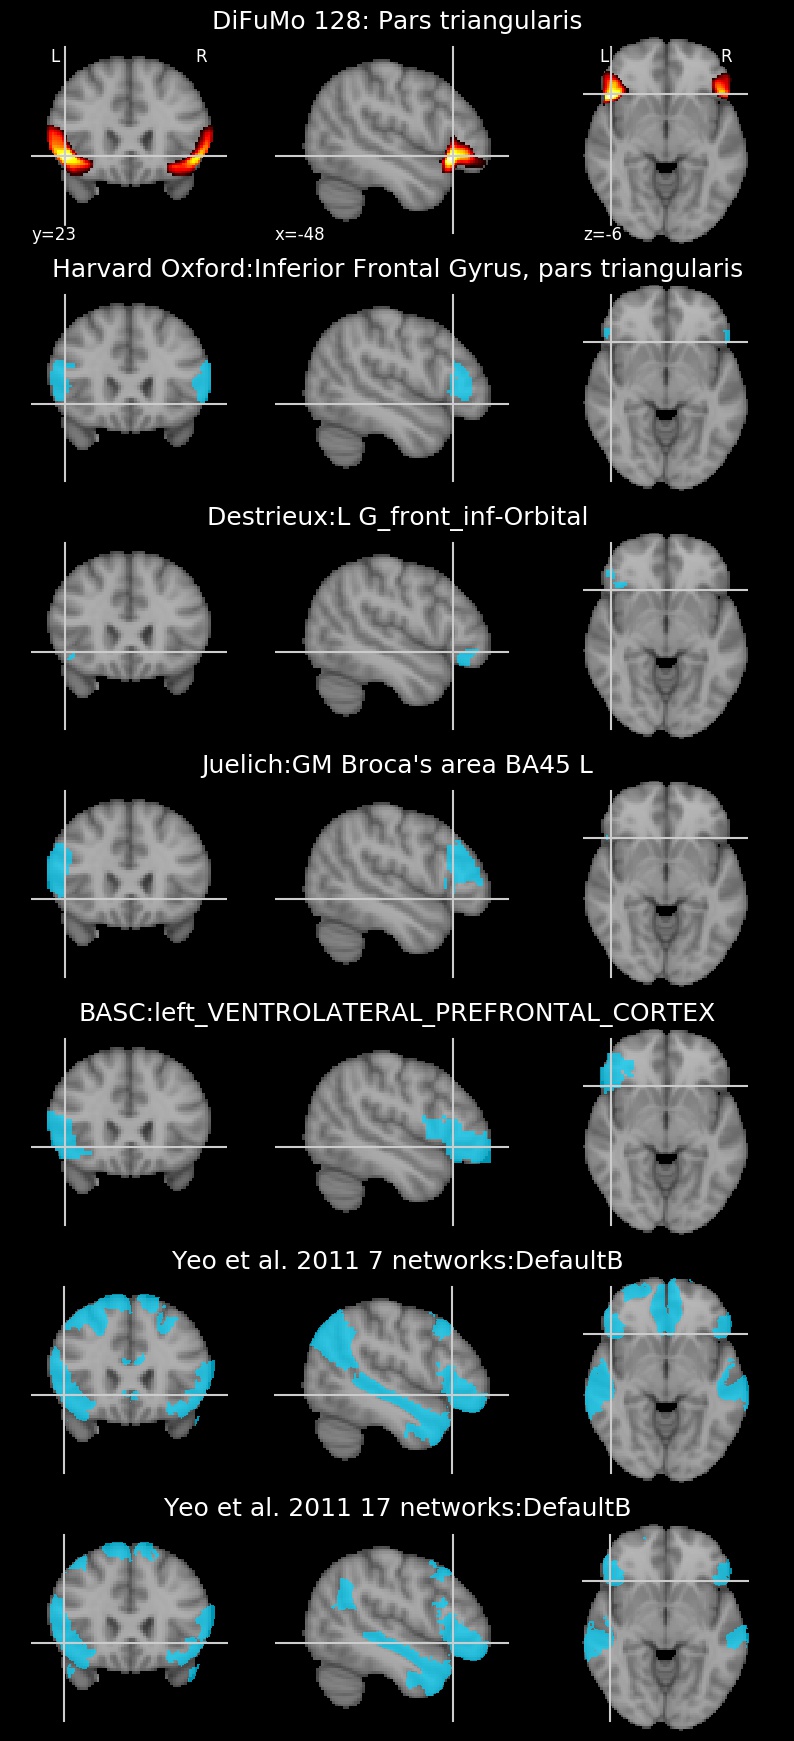 DiFuMo 128: Pars triangularis
L R L R
y=23 x=-48 z=-6
Harvard Oxford:Inferior Frontal Gyrus, pars triangularis
Destrieux:L G_front_inf-Orbital
Juelich:GM Broca's area BA45 L
BASC:left_VENTROLATERAL_PREFRONTAL_CORTEX
Yeo et al. 2011 7 networks:DefaultB
Yeo et al. 2011 17 networks:DefaultB